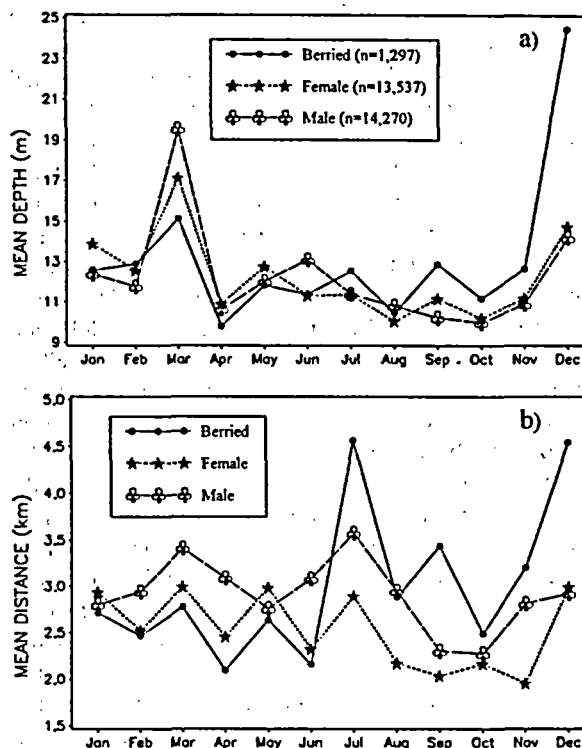 a)
Berried (n=1,297)
Female (n=13,537)
Male (n=14,270)
MEAN DEPTH (m)
25
23
21
19
17
15
13
11
9
Jan Feb Mar Apr May Jun Jul Aug Sep Oct Nov Dec
b)
Berried
Female
Male
MEAN DISTANCE (km)
5.0
4.5
4.0
3.5
3.0
2.5
2.0
1.5
Jan Feb Mar Apr May Jun Jul Aug Sep Oct Nov Dec